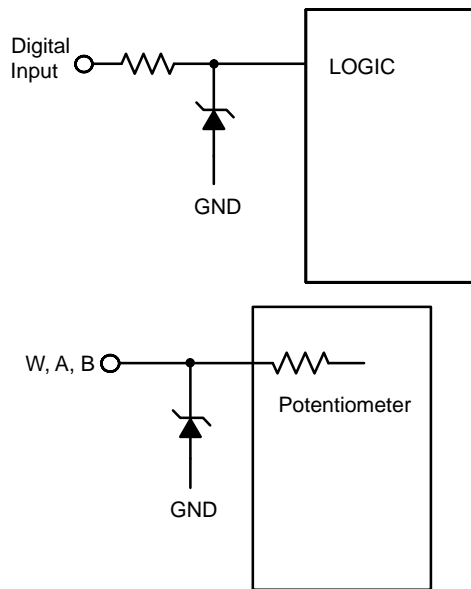 Digital
Input
LOGIC
GND
W, A, B
Potentiometer
GND